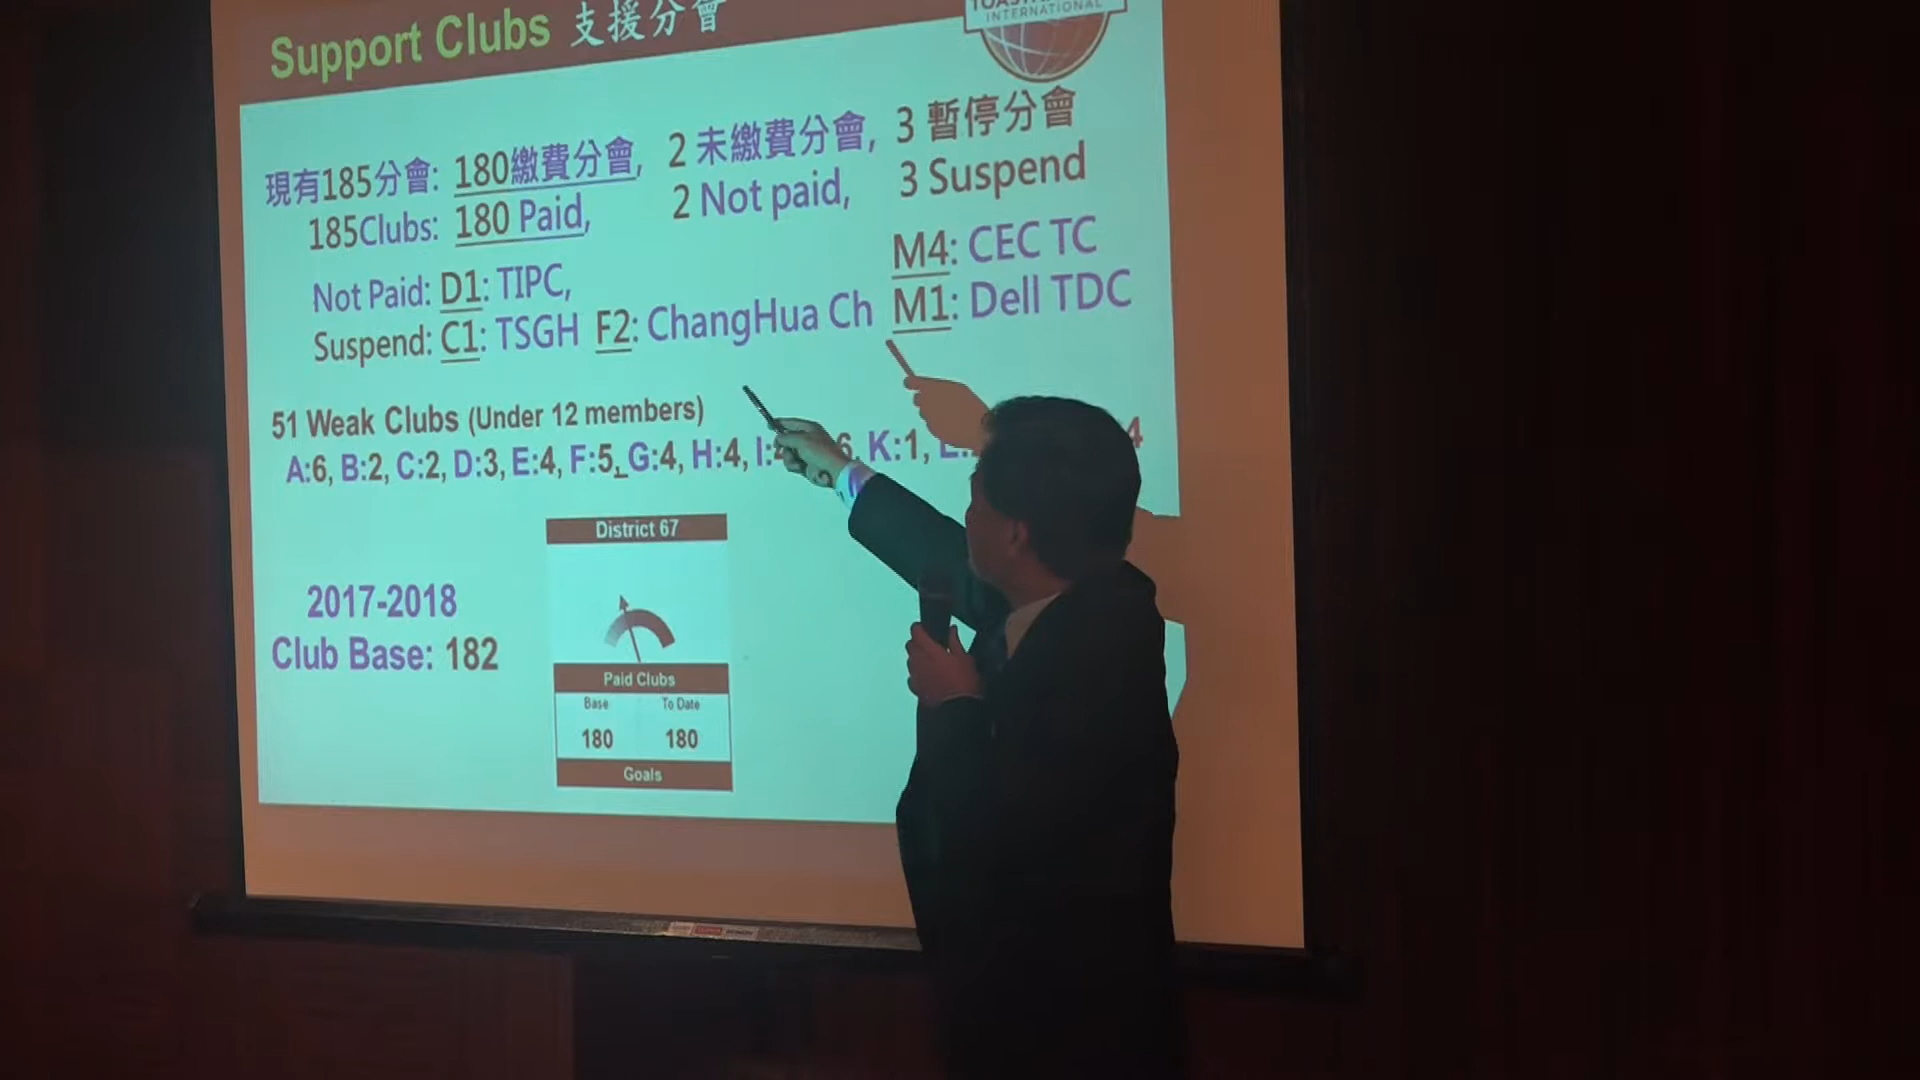 Support Clubs 支援分會
INTERNATIONAL
現有185分會: 180繳費分會, 2 未繳費分會, 3 暫停分會
185Clubs: 180 Paid, 2 Not paid, 3 Suspend
Not Paid: D1: TIPC, M4: CEC TC
Suspend: C1: TSGH F2: ChangHua Ch M1: Dell TDC
51 Weak Clubs (Under 12 members)
A:6, B:2, C:2, D:3, E:4, F:5, G:4, H:4, I: 6, K:1, 4
District 67
2017-2018
Club Base: 182
Paid Clubs
Base To Date
180 180
Goals